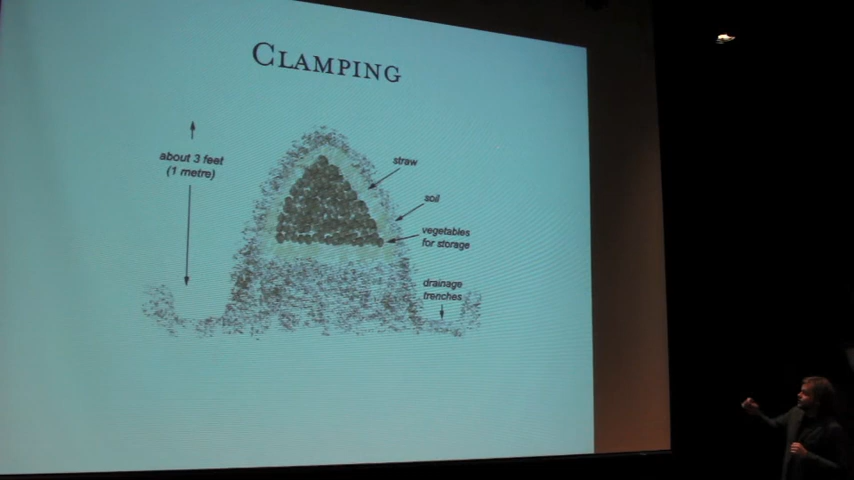 CLAMPING
about 3 feet
(1 metre)
straw
soil
vegetables
for storage
drainage
trenches